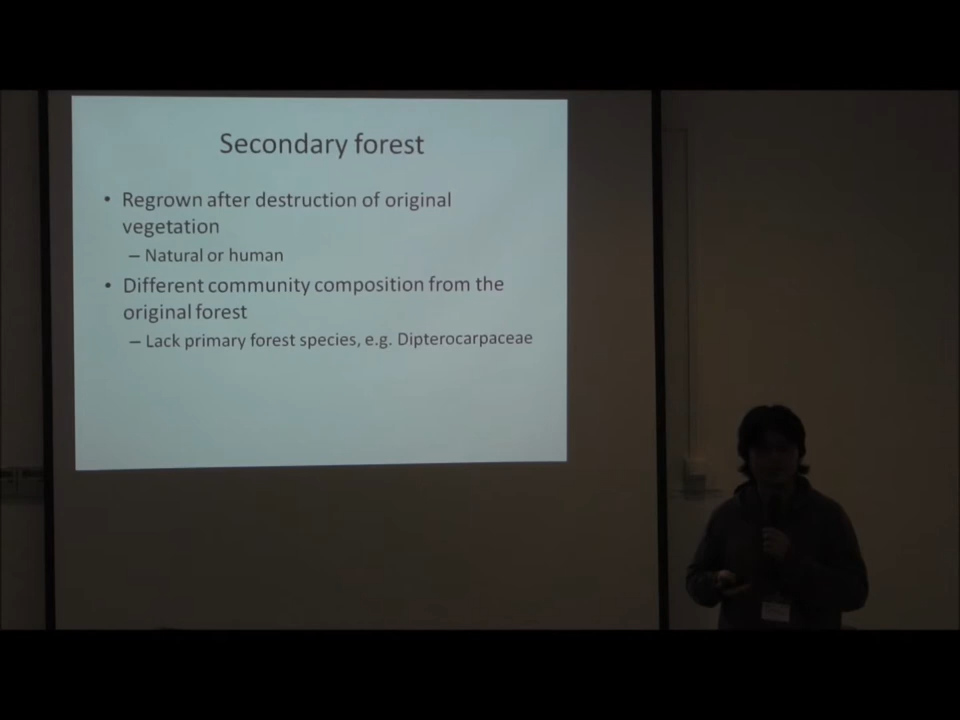 Secondary forest
• Regrown after destruction of original
vegetation
– Natural or human
• Different community composition from the
original forest
– Lack primary forest species, e.g. Dipterocarpaceae